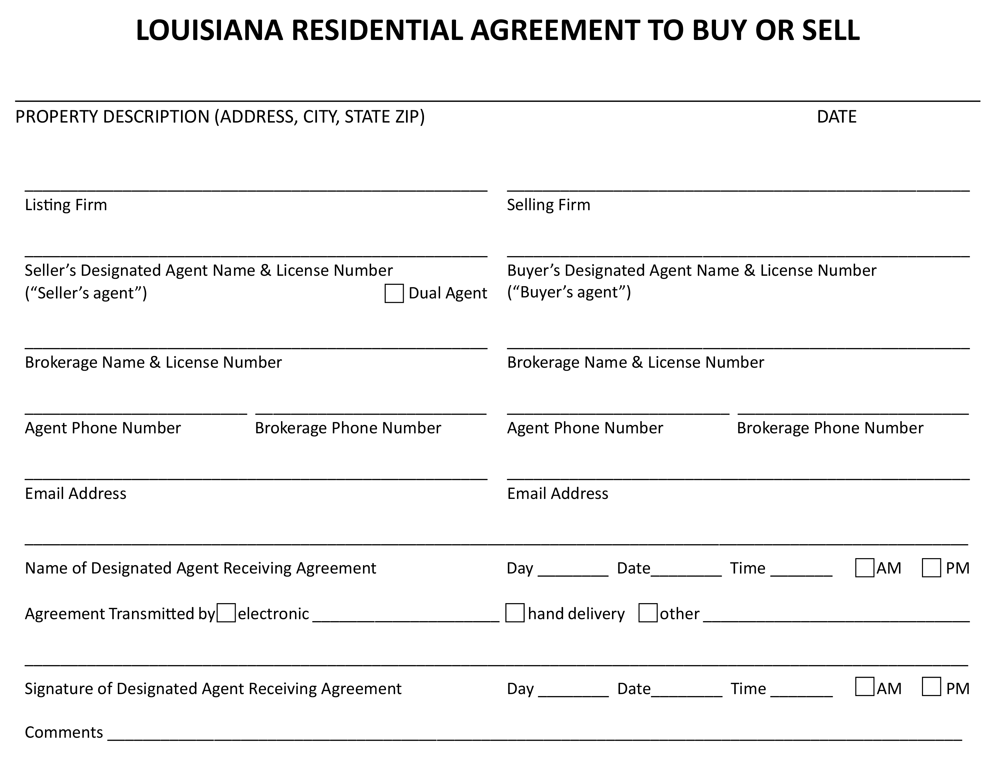 LOUISIANA RESIDENTIAL AGREEMENT TO BUY OR SELL
PROPERTY DESCRIPTION (ADDRESS, CITY, STATE ZIP) DATE
Listing Firm Selling Firm
Seller’s Designated Agent Name & License Number Buyer’s Designated Agent Name & License Number
(“Seller’s agent”) Dual Agent (“Buyer’s agent”)
Brokerage Name & License Number Brokerage Name & License Number
Agent Phone Number Brokerage Phone Number Agent Phone Number Brokerage Phone Number
Email Address Email Address
Name of Designated Agent Receiving Agreement Day ________ Date________ Time _______ AM PM
Agreement Transmitted by electronic _____________________ hand delivery other ______________________________
Signature of Designated Agent Receiving Agreement Day ________ Date________ Time _______ AM PM
Comments ________________________________________________________________________________